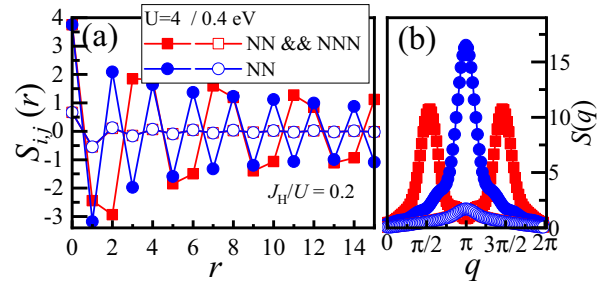 (a)
U=4 / 0.4 eV
NN && NNN
NN
J_H/U = 0.2
S_{i,j} (r)
4
3
2
1
0
-1
-2
-3
0 2 4 6 8 10 12 14
r
(b)
S(q)
15
10
5
0
0 π/2 π 3π/2 2π
q